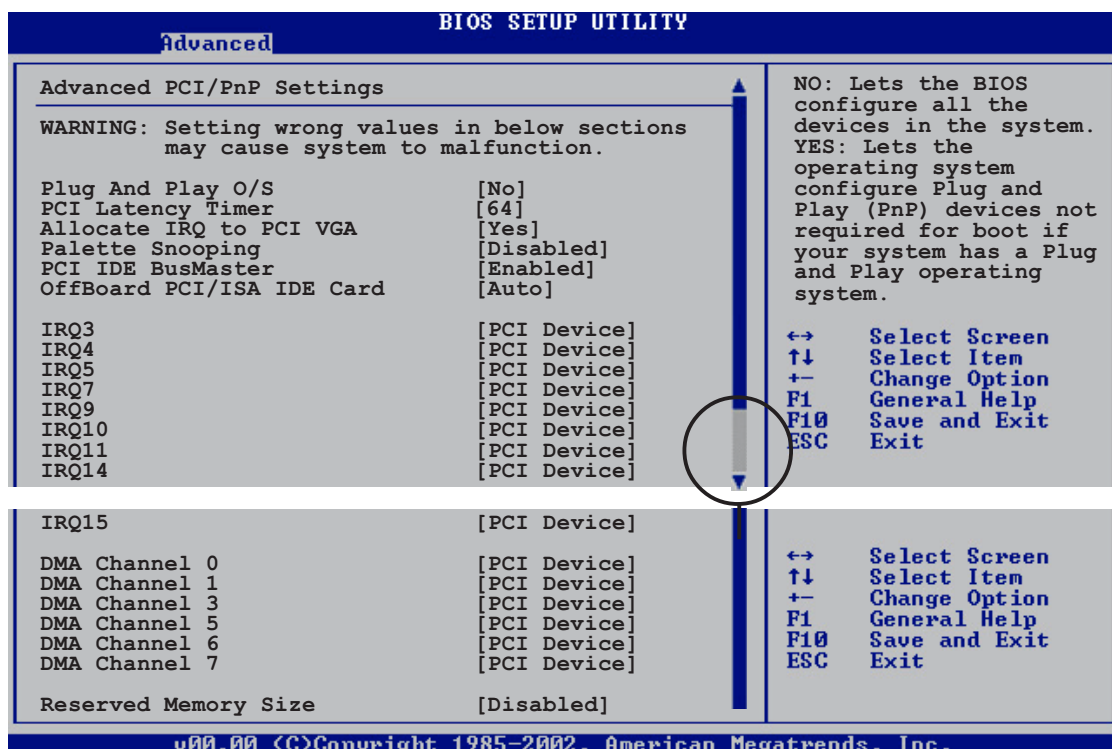 BIOS SETUP UTILITY
Advanced
Advanced PCI/PnP Settings
WARNING: Setting wrong values in below sections
may cause system to malfunction.
Plug And Play O/S [No]
PCI Latency Timer [64]
Allocate IRQ to PCI VGA [Yes]
Palette Snooping [Disabled]
PCI IDE BusMaster [Enabled]
OffBoard PCI/ISA IDE Card [Auto]
IRQ3 [PCI Device]
IRQ4 [PCI Device]
IRQ5 [PCI Device]
IRQ7 [PCI Device]
IRQ9 [PCI Device]
IRQ10 [PCI Device]
IRQ11 [PCI Device]
IRQ14 [PCI Device]
NO: Lets the BIOS
configure all the
devices in the system.
YES: Lets the
operating system
configure Plug and
Play (PnP) devices not
required for boot if
your system has a Plug
and Play operating
system.
←→ Select Screen
↑↓ Select Item
+- Change Option
F1 General Help
F10 Save and Exit
ESC Exit
IRQ15 [PCI Device]
DMA Channel 0 [PCI Device]
DMA Channel 1 [PCI Device]
DMA Channel 3 [PCI Device]
DMA Channel 5 [PCI Device]
DMA Channel 6 [PCI Device]
DMA Channel 7 [PCI Device]
Reserved Memory Size [Disabled]
←→ Select Screen
↑↓ Select Item
+- Change Option
F1 General Help
F10 Save and Exit
ESC Exit
v00.00 (C)Copyright 1985-2002, American Megatrends, Inc.